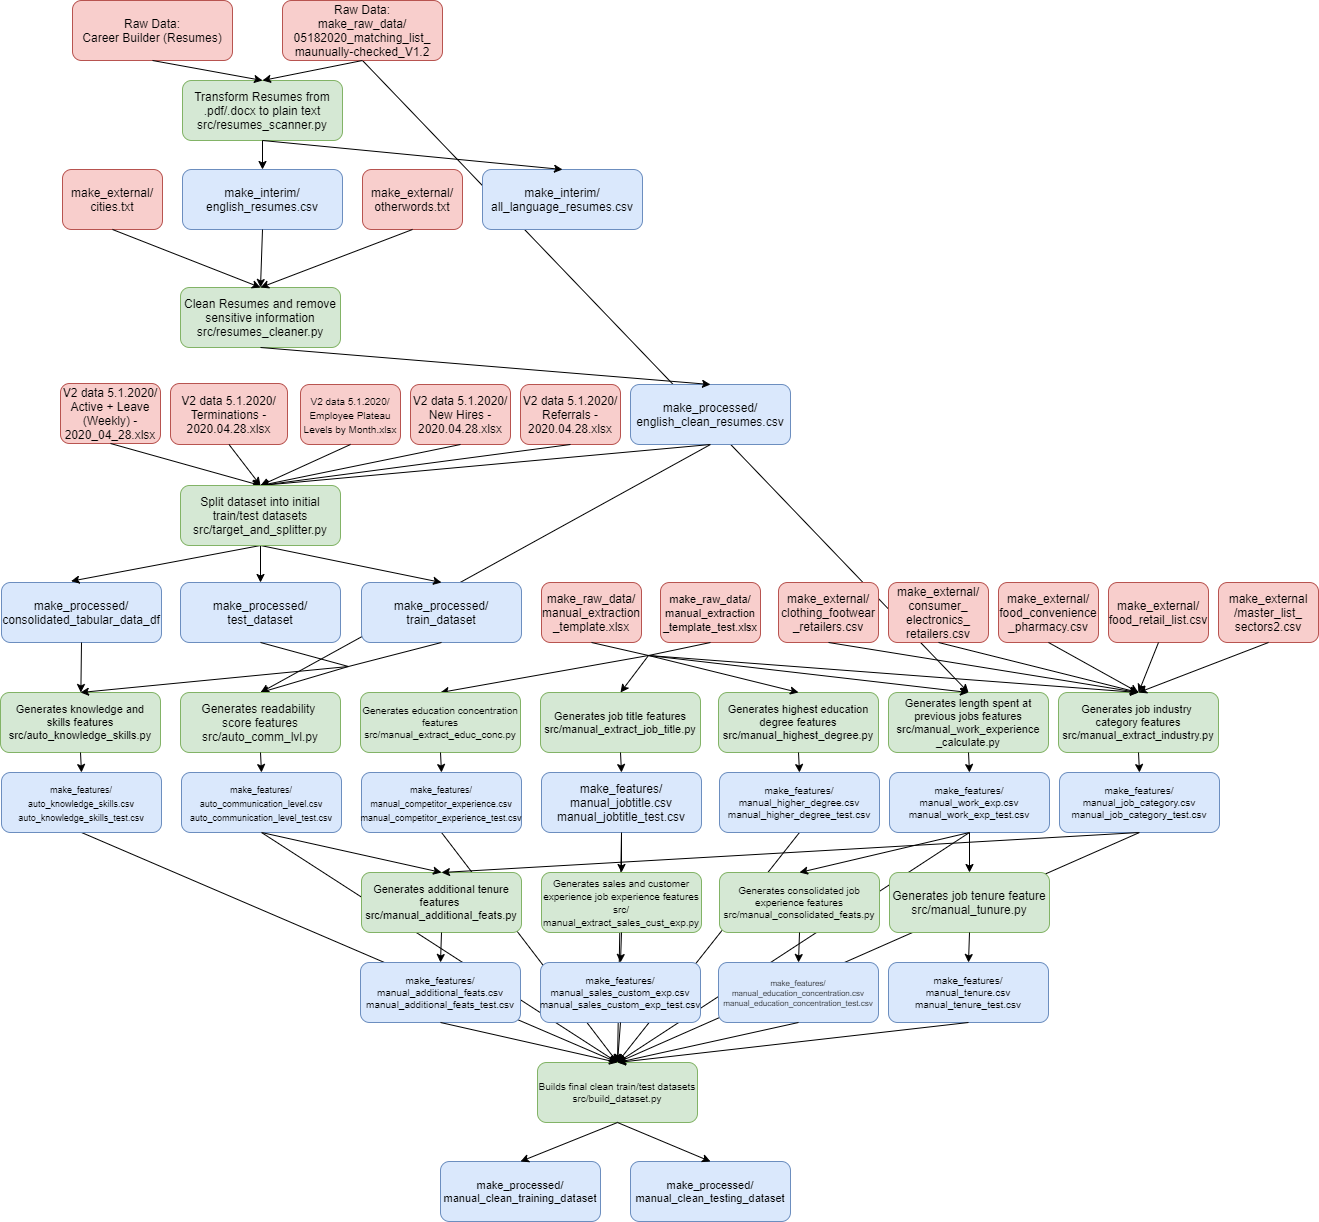 Raw Data:
Career Builder (Resumes)
Raw Data:
make_raw_data/
05182020_matching_list_
maunually-checked_V1.2
Transform Resumes from
.pdf/.docx to plain text
src/resumes_scanner.py
make_external/
cities.txt
make_interim/
english_resumes.csv
make_external/
otherwords.txt
make_interim/
all_language_resumes.csv
Clean Resumes and remove
sensitive information
src/resumes_cleaner.py
V2 data 5.1.2020/
Active + Leave
(Weekly) -
2020_04_28.xlsx
V2 data 5.1.2020/
Terminations -
2020.04.28.xlsx
V2 data 5.1.2020/
Employee Plateau
Levels by Month.xlsx
V2 data 5.1.2020/
New Hires -
2020.04.28.xlsx
V2 data 5.1.2020/
Referrals -
2020.04.28.xlsx
make_processed/
english_clean_resumes.csv
Split dataset into initial
train/test datasets
src/target_and_splitter.py
make_processed/
consolidated_tabular_data_df
make_processed/
test_dataset
make_processed/
train_dataset
make_raw_data/
manual_extraction
_template.xlsx
make_raw_data/
manual_extraction
_template_test.xlsx
make_external/
clothing_footwear
_retailers.csv
make_external/
consumer_
electronics_
retailers.csv
make_external/
food_convenience
_pharmacy.csv
make_external/
food_retail_list.csv
make_external
/master_list_
sectors2.csv
Generates knowledge and
skills features
src/auto_knowledge_skills.py
Generates readability
score features
src/auto_comm_lvl.py
Generates education concentration
features
src/manual_extract_educ_conc.py
Generates job title features
src/manual_extract_job_title.py
Generates highest education
degree features
src/manual_highest_degree.py
Generates length spent at
previous jobs features
src/manual_work_experience
_calculate.py
Generates job industry
category features
src/manual_extract_industry.py
make_features/
auto_knowledge_skills.csv
auto_knowledge_skills_test.csv
make_features/
auto_communication_level.csv
auto_communication_level_test.csv
make_features/
manual_competitor_experience.csv
manual_competitor_experience_test.csv
make_features/
manual_jobtitle.csv
manual_jobtitle_test.csv
make_features/
manual_higher_degree.csv
manual_higher_degree_test.csv
make_features/
manual_work_exp.csv
manual_work_exp_test.csv
make_features/
manual_job_category.csv
manual_job_category_test.csv
Generates additional tenure
features
src/manual_additional_feats.py
Generates sales and customer
experience job experience features
src/
manual_extract_sales_cust_exp.py
Generates consolidated job
experience features
src/manual_consolidated_feats.py
Generates job tenure feature
src/manual_tunure.py
make_features/
manual_additional_feats.csv
manual_additional_feats_test.csv
make_features/
manual_sales_custom_exp.csv
manual_sales_custom_exp_test.csv
make_features/
manual_education_concentration.csv
manual_education_concentration_test.csv
make_features/
manual_tenure.csv
manual_tenure_test.csv
Builds final clean train/test datasets
src/build_dataset.py
make_processed/
manual_clean_training_dataset
make_processed/
manual_clean_testing_dataset